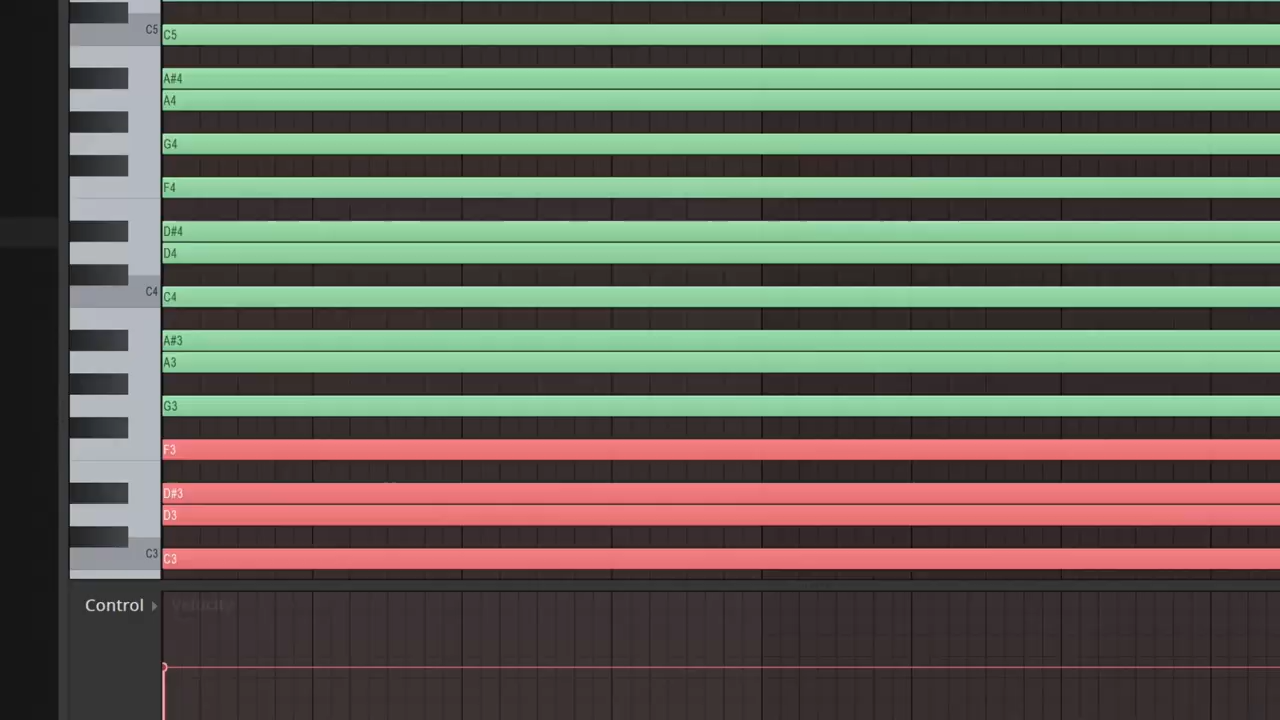 C5 C5
A#4
A4
G4
F4
D#4
D4
C4 C4
A#3
A3
G3
F3
D#3
D3
C3 C3
Control Velocity